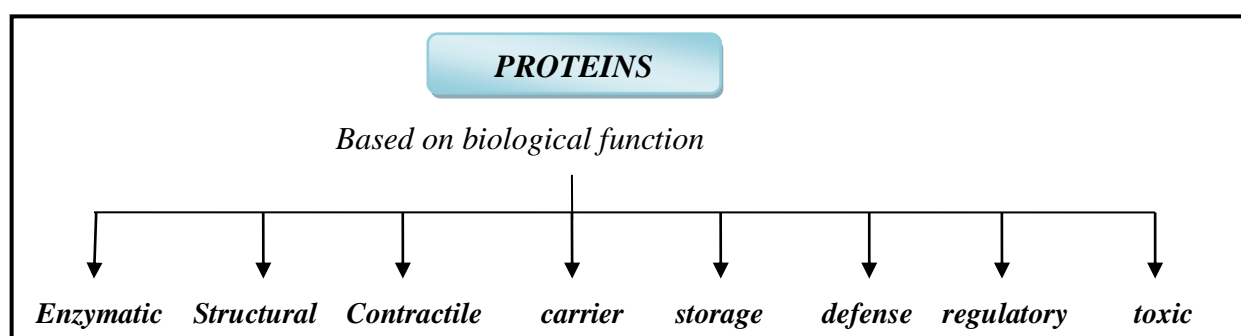 PROTEINS
Based on biological function
Enzymatic Structural Contractile carrier storage defense regulatory toxic